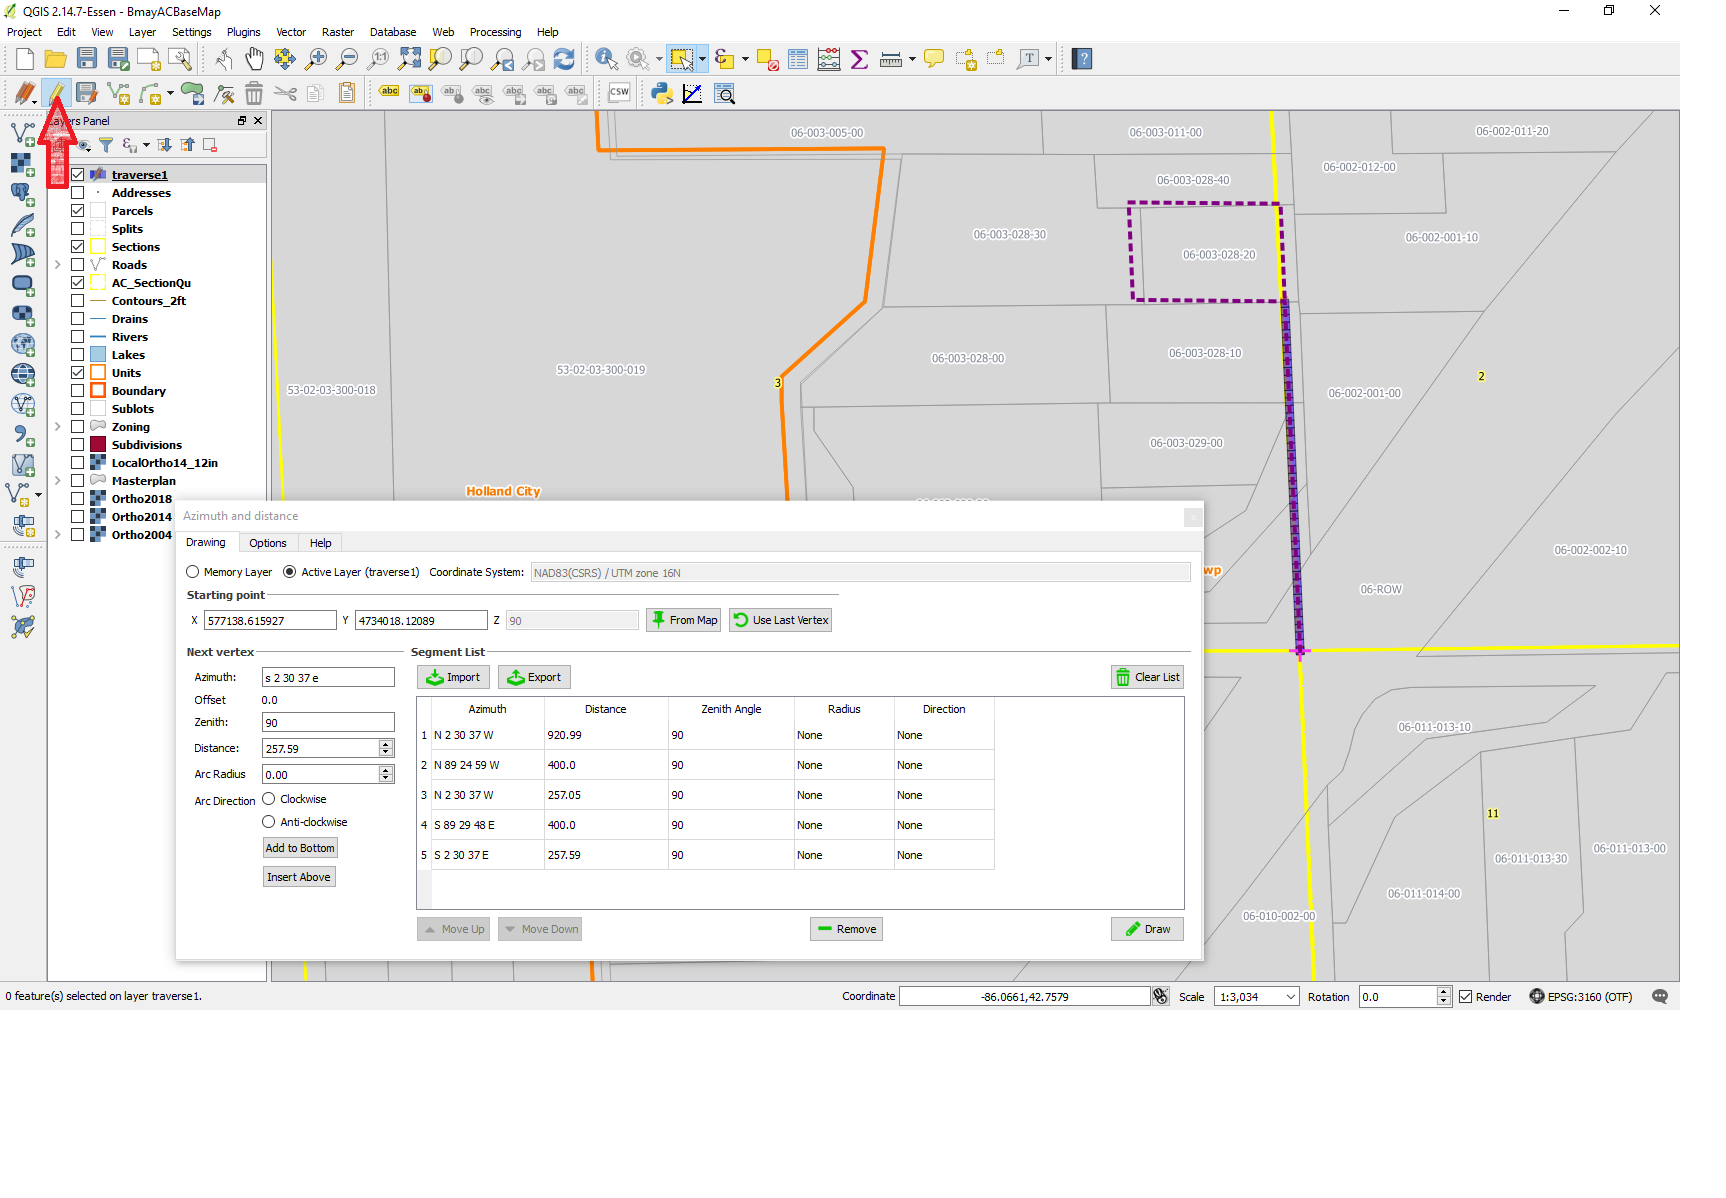 QGIS 2.14.7-Essen - BmayACBaseMap
Project Edit View Layer Settings Plugins Vector Raster Database Web Processing Help
abc abc abc abc abc abc abc CSW
Layers Panel
traverse1
Addresses
Parcels
Splits
Sections
Roads
AC_SectionQu
Contours_2ft
Drains
Rivers
Lakes
Units
Boundary
Sublots
Zoning
Subdivisions
LocalOrtho14_12in
Masterplan
Ortho2018
Ortho2014
Ortho2004
06-003-005-00
06-003-011-00
06-002-011-20
06-002-012-00
06-003-028-40
06-003-028-30
06-003-028-20
06-002-001-10
06-003-028-00
06-003-028-10
53-02-03-300-019
53-02-03-300-018
3
2
06-002-001-00
06-003-029-00
Holland City
06-002-002-10
wp
06-ROW
06-011-013-10
11
06-011-013-30
06-011-013-00
06-011-014-00
06-010-002-00
Azimuth and distance
Drawing Options Help
Memory Layer Active Layer (traverse1) Coordinate System: NAD83(CSRS) / UTM zone 16N
Starting point
X 577138.615927 Y 4734018.12089 Z 90 From Map Use Last Vertex
Next vertex
Azimuth: s 2 30 37 e
Offset 0.0
Zenith: 90
Distance: 257.59
Arc Radius 0.00
Arc Direction Clockwise
Anti-clockwise
Add to Bottom
Insert Above
Segment List
Import Export Clear List
Azimuth Distance Zenith Angle Radius Direction
1 N 2 30 37 W 920.99 90 None None
2 N 89 24 59 W 400.0 90 None None
3 N 2 30 37 W 257.05 90 None None
4 S 89 29 48 E 400.0 90 None None
5 S 2 30 37 E 257.59 90 None None
Move Up Move Down Remove Draw
0 feature(s) selected on layer traverse1.
Coordinate -86.0661,42.7579 Scale 1:3,034 Rotation 0.0 Render EPSG:3160 (OTF)